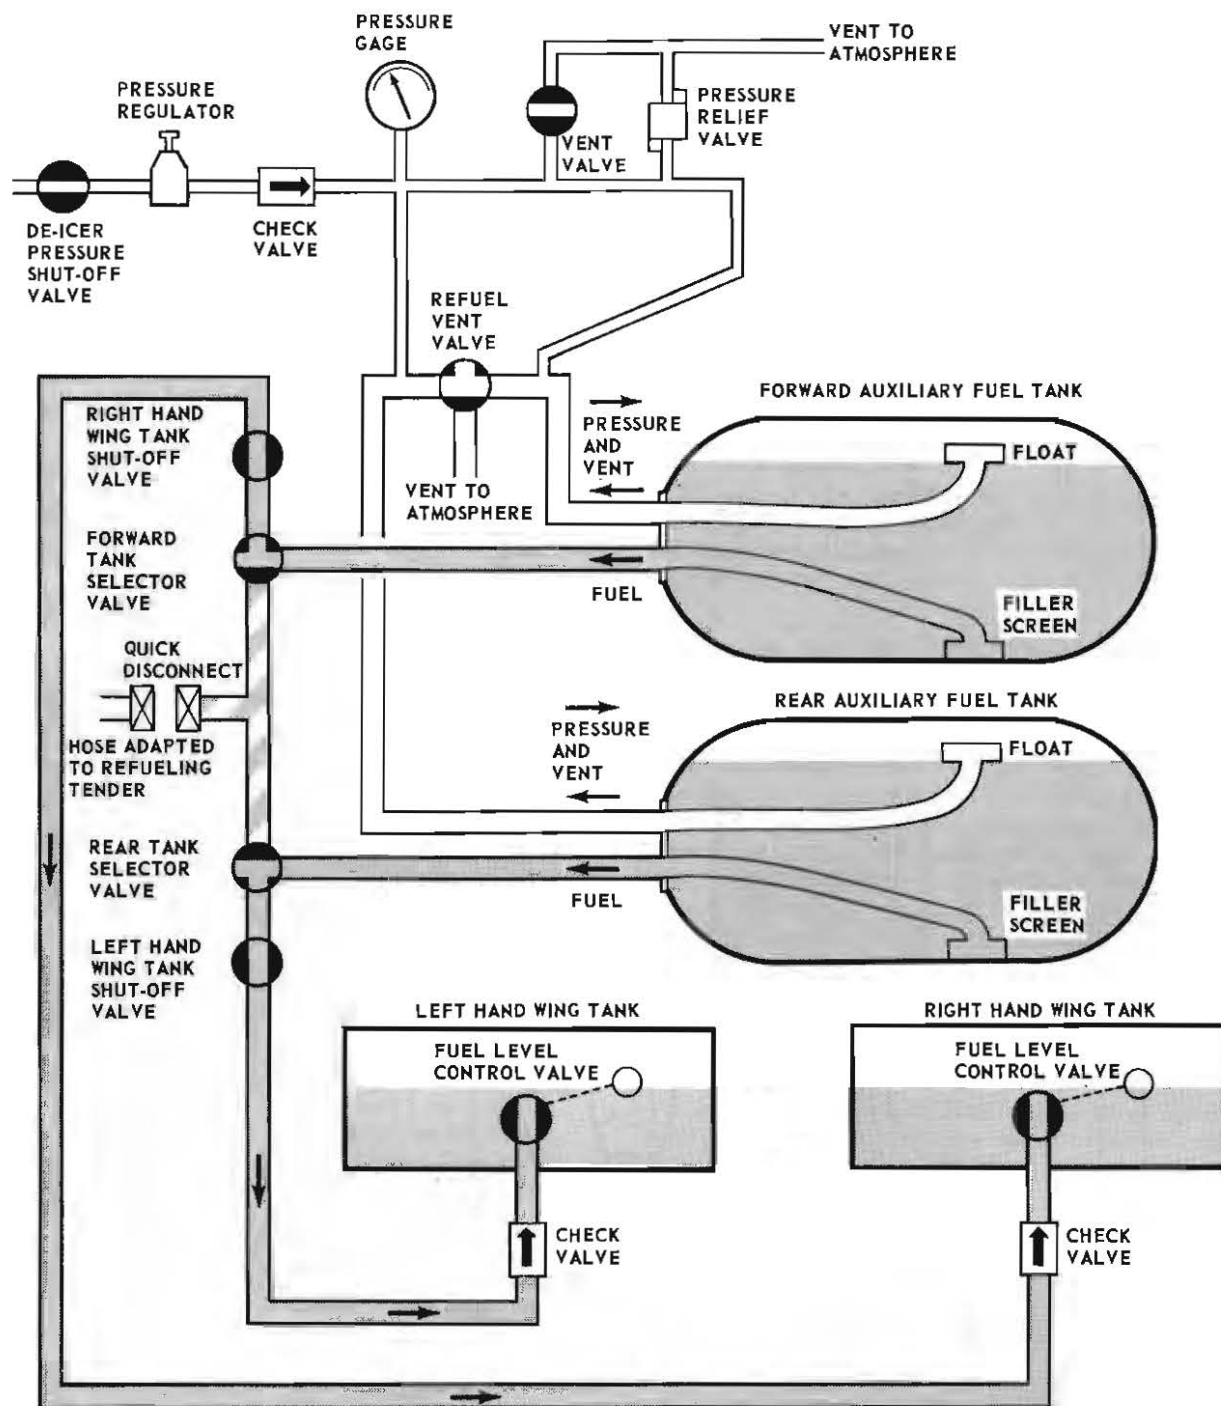 PRESSURE
GAGE
VENT TO
ATMOSPHERE
PRESSURE
REGULATOR
PRESSURE
RELIEF
VALVE
VENT
VALVE
DE-ICER
PRESSURE
SHUT-OFF
VALVE
CHECK
VALVE
REFUEL
VENT
VALVE
RIGHT HAND
WING TANK
SHUT-OFF
VALVE
FORWARD AUXILIARY FUEL TANK
PRESSURE
AND
VENT
FLOAT
VENT TO
ATMOSPHERE
FORWARD
TANK
SELECTOR
VALVE
FUEL
FILLER
SCREEN
QUICK
DISCONNECT
HOSE ADAPTED
TO REFUELING
TENDER
REAR AUXILIARY FUEL TANK
PRESSURE
AND
VENT
FLOAT
REAR TANK
SELECTOR
VALVE
FUEL
FILLER
SCREEN
LEFT HAND
WING TANK
SHUT-OFF
VALVE
LEFT HAND WING TANK
FUEL LEVEL
CONTROL VALVE
RIGHT HAND WING TANK
FUEL LEVEL
CONTROL VALVE
CHECK
VALVE
CHECK
VALVE